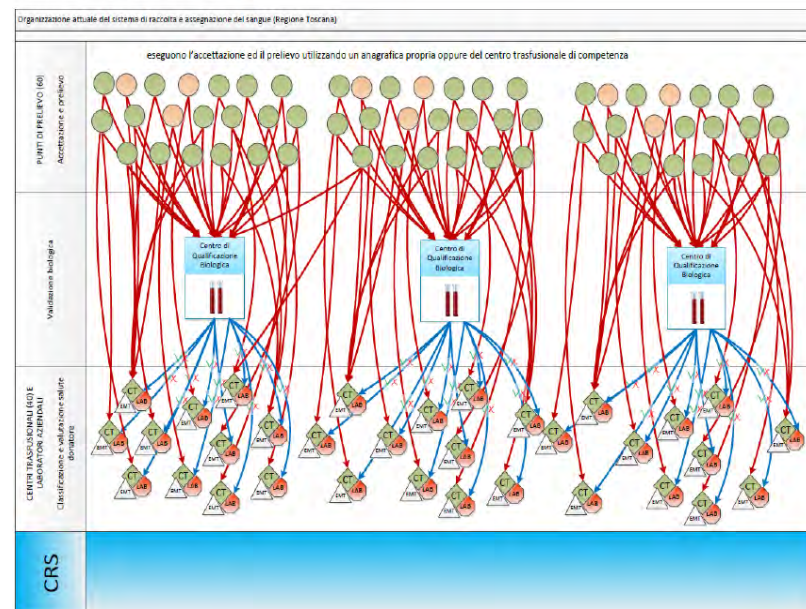 Organizzazione attuale del sistema di raccolta e assegnazione del sangue (Regione Toscana)
eseguono l'accettazione ed il prelievo utilizzando un anagrafica propria oppure del centro trasfusionale di competenza
PUNTI DI PRELIEVO (60)
Accettazione e prelievo
Validazione biologica
Centro di
Qualificazione
Biologica
Centro di
Qualificazione
Biologica
Centro di
Qualificazione
Biologica
CENTRI TRASFUSIONALI (40) E
LABORATORI AZIENDALI
Classificazione e valutazione salute
donatore
CT
EMT LAB
CRS